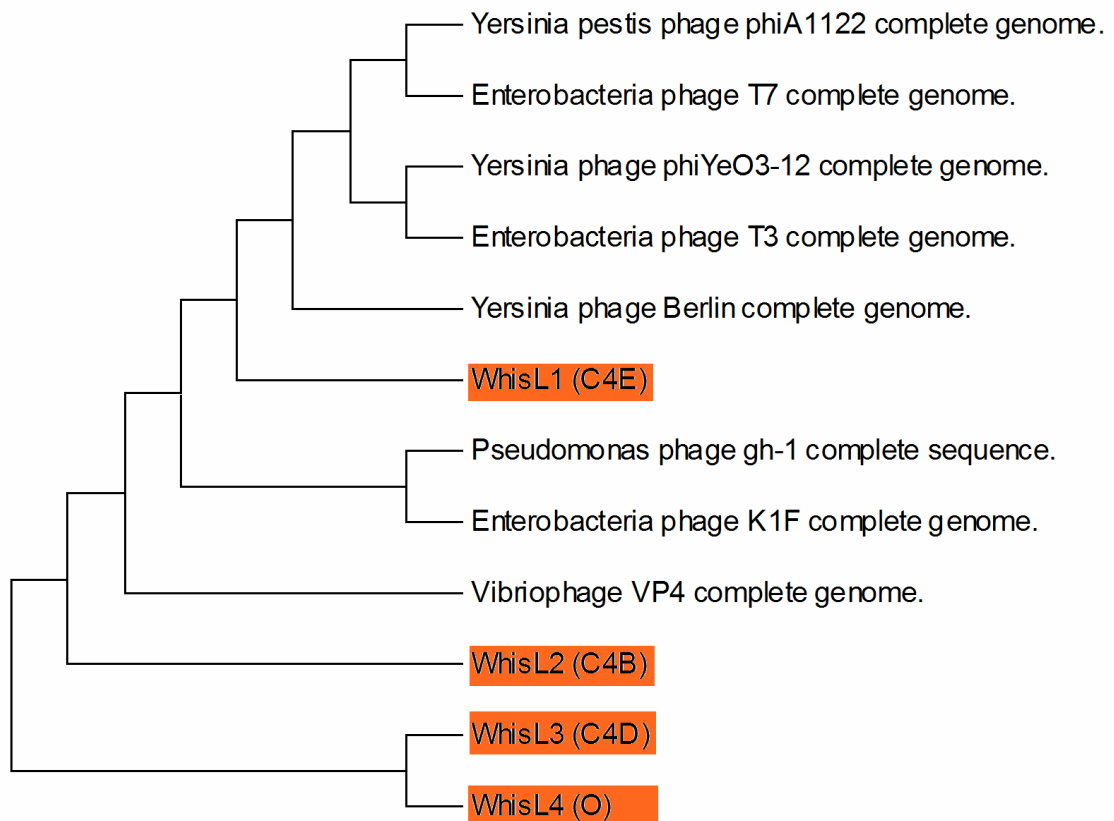 Yersinia pestis phage phiA1122 complete genome.
Enterobacteria phage T7 complete genome.
Yersinia phage phiYeO3-12 complete genome.
Enterobacteria phage T3 complete genome.
Yersinia phage Berlin complete genome.
WhisL1 (C4E)
Pseudomonas phage gh-1 complete sequence.
Enterobacteria phage K1F complete genome.
Vibriophage VP4 complete genome.
WhisL2 (C4B)
WhisL3 (C4D)
WhisL4 (O)